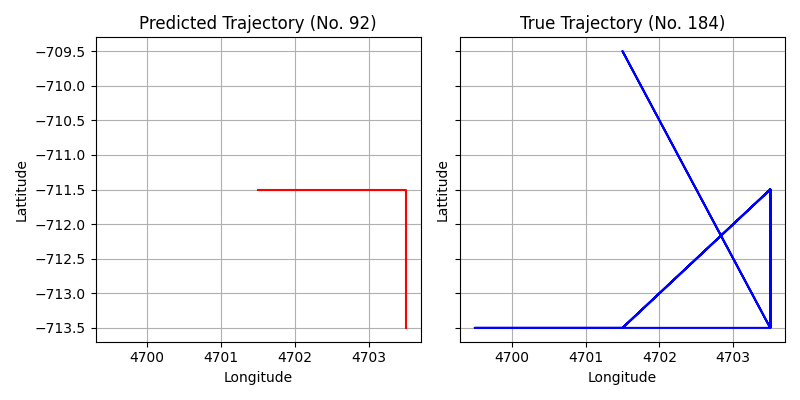 Predicted Trajectory (No. 92)
−709.5
−710.0
−710.5
−711.0
−711.5
−712.0
−712.5
−713.0
−713.5
Lattitude
4700
4701
4702
4703
Longitude
True Trajectory (No. 184)
Lattitude
4700
4701
4702
4703
Longitude